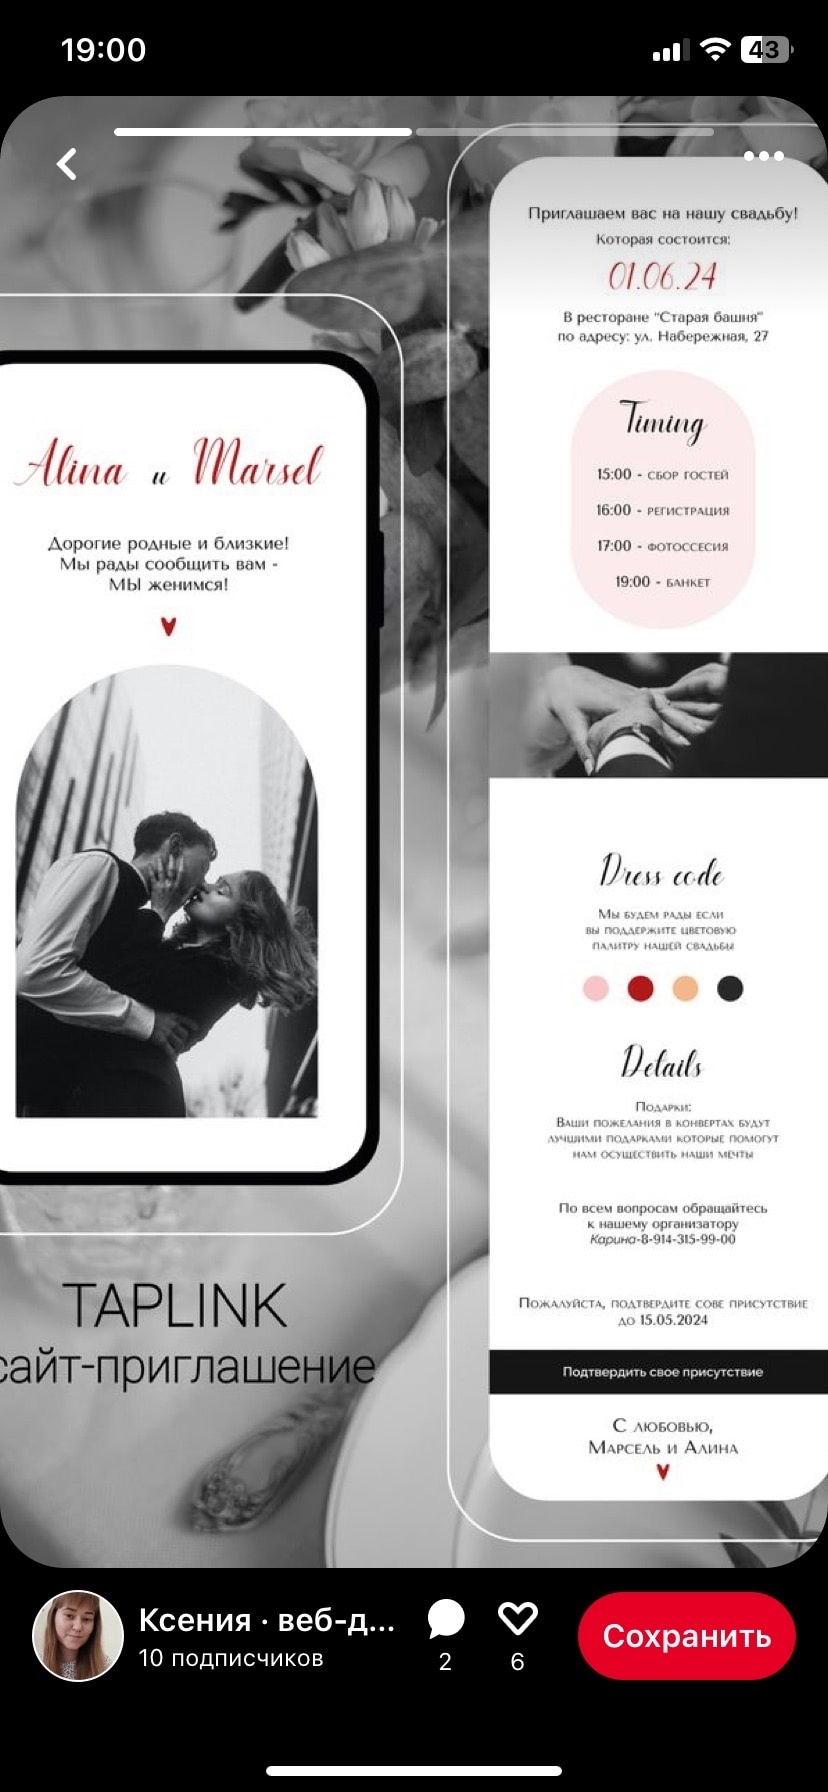 19:00
43
Alina и Marsel
Дорогие родные и близкие!
Мы рады сообщить вам -
МЫ женимся!
TAPLINK
сайт-приглашение
Приглашаем вас на нашу свадьбу!
Которая состоится:
01.06.24
В ресторане "Старая башня"
по адресу: ул. Набережная, 27
Timing
15:00 - СБОР ГОСТЕЙ
16:00 - РЕГИСТРАЦИЯ
17:00 - ФОТОССЕСИЯ
19:00 - БАНКЕТ
Dress code
Мы будем рады если
вы поддержите цветовую
палитру нашей свадьбы
Details
Подарки:
Ваши пожелания в конвертах будут
лучшими подарками которые помогут
нам осуществить наши мечты
По всем вопросам обращайтесь
к нашему организатору
Карина-8-914-315-99-00
Пожалуйста, подтвердите сове присутствие
до 15.05.2024
Подтвердить свое присутствие
С любовью,
Марсель и Алина
Ксения · веб-д...
10 подписчиков
2
6
Сохранить